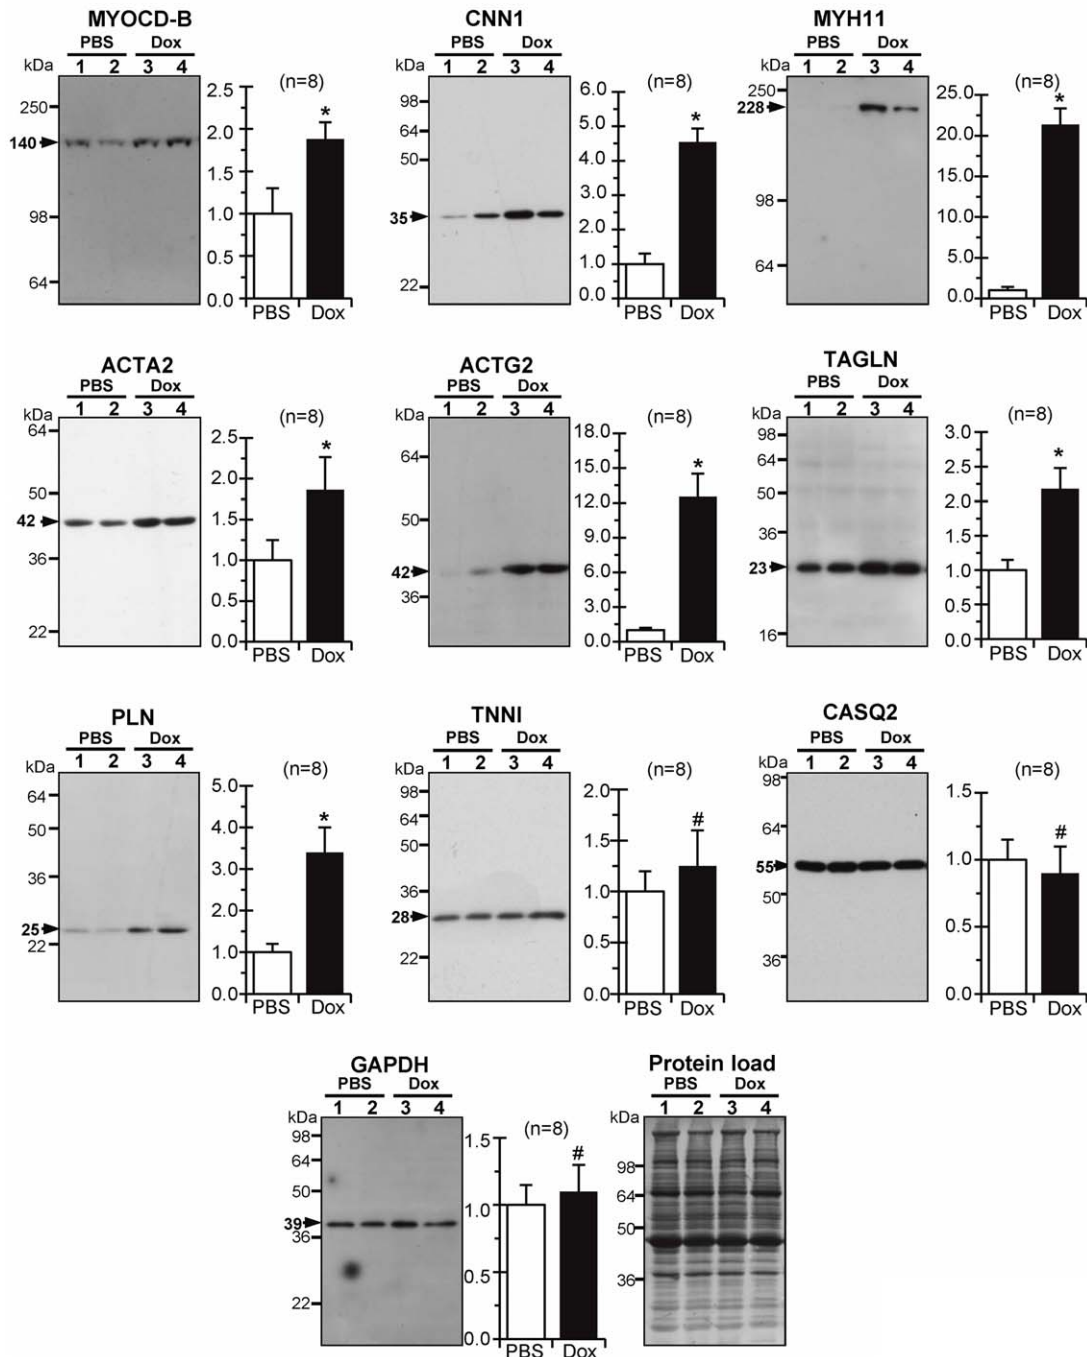 MYOCD-B
PBS Dox
kDa 1 2 3 4
250
140
98
64
(n=8)
2.5
2.0
1.5
1.0
0.5
0.0
*
PBS Dox
CNN1
PBS Dox
kDa 1 2 3 4
98
64
50
35
22
(n=8)
6.0
5.0
4.0
3.0
2.0
1.0
0.0
*
PBS Dox
MYH11
PBS Dox
kDa 1 2 3 4
250
228
98
64
(n=8)
25.0
20.0
15.0
10.0
5.0
0.0
*
PBS Dox
ACTA2
PBS Dox
kDa 1 2 3 4
64
50
42
36
22
(n=8)
2.5
2.0
1.5
1.0
0.5
0.0
*
PBS Dox
ACTG2
PBS Dox
kDa 1 2 3 4
64
50
42
36
(n=8)
18.0
15.0
12.0
9.0
6.0
3.0
0.0
*
PBS Dox
TAGLN
PBS Dox
kDa 1 2 3 4
98
64
50
36
23
16
(n=8)
3.0
2.5
2.0
1.5
1.0
0.5
0.0
*
PBS Dox
PLN
PBS Dox
kDa 1 2 3 4
64
50
36
25
22
(n=8)
5.0
4.0
3.0
2.0
1.0
0.0
*
PBS Dox
TNNI
PBS Dox
kDa 1 2 3 4
98
64
50
36
28
22
(n=8)
2.0
1.5
1.0
0.5
0.0
#
PBS Dox
CASQ2
PBS Dox
kDa 1 2 3 4
98
64
55
50
36
(n=8)
1.5
1.0
0.5
0.0
#
PBS Dox
GAPDH
PBS Dox
kDa 1 2 3 4
98
64
50
39
36
22
(n=8)
1.5
1.0
0.5
0.0
#
PBS Dox
Protein load
PBS Dox
kDa 1 2 3 4
98
64
50
36